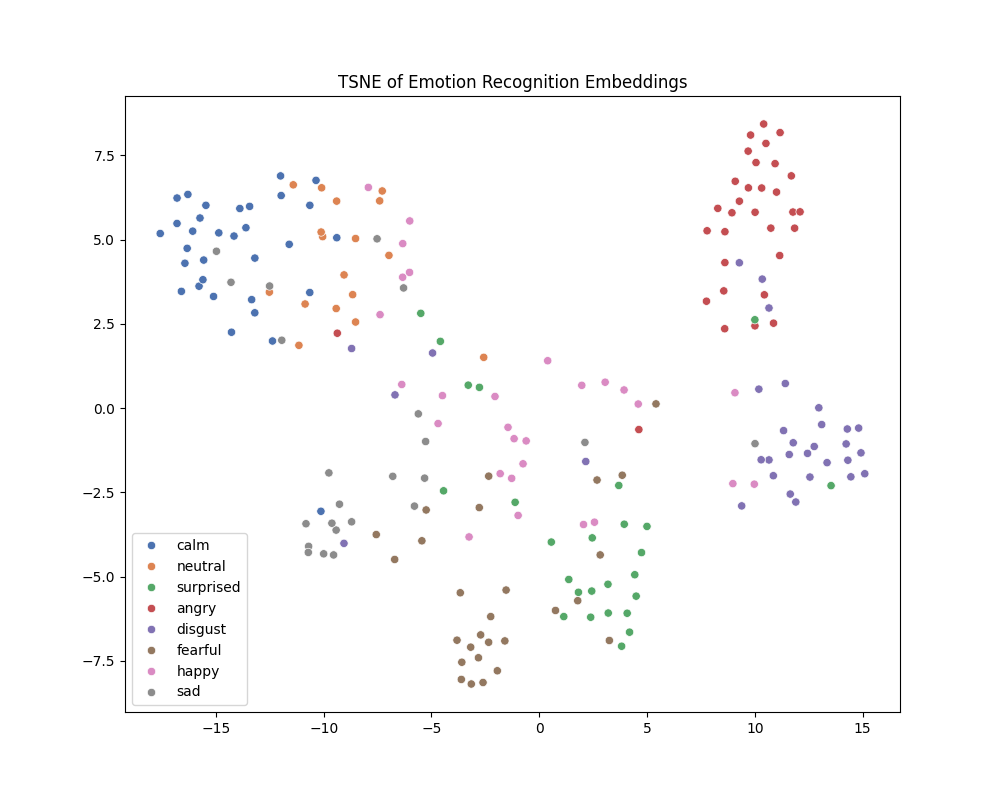 TSNE of Emotion Recognition Embeddings
7.5
5.0
2.5
0.0
−2.5
−5.0
−7.5
calm
neutral
surprised
angry
disgust
fearful
happy
sad
−15
−10
−5
0
5
10
15